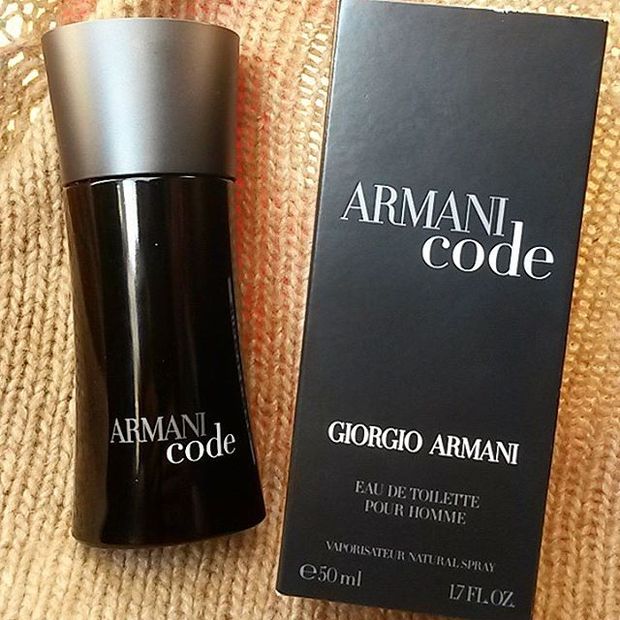 ARMANI
code
ARMANI
code
GIORGIO ARMANI
EAU DE TOILETTE
POUR HOMME
VAPORISATEUR NATURAL SPRAY
℮50 ml
1.7 FL.OZ.